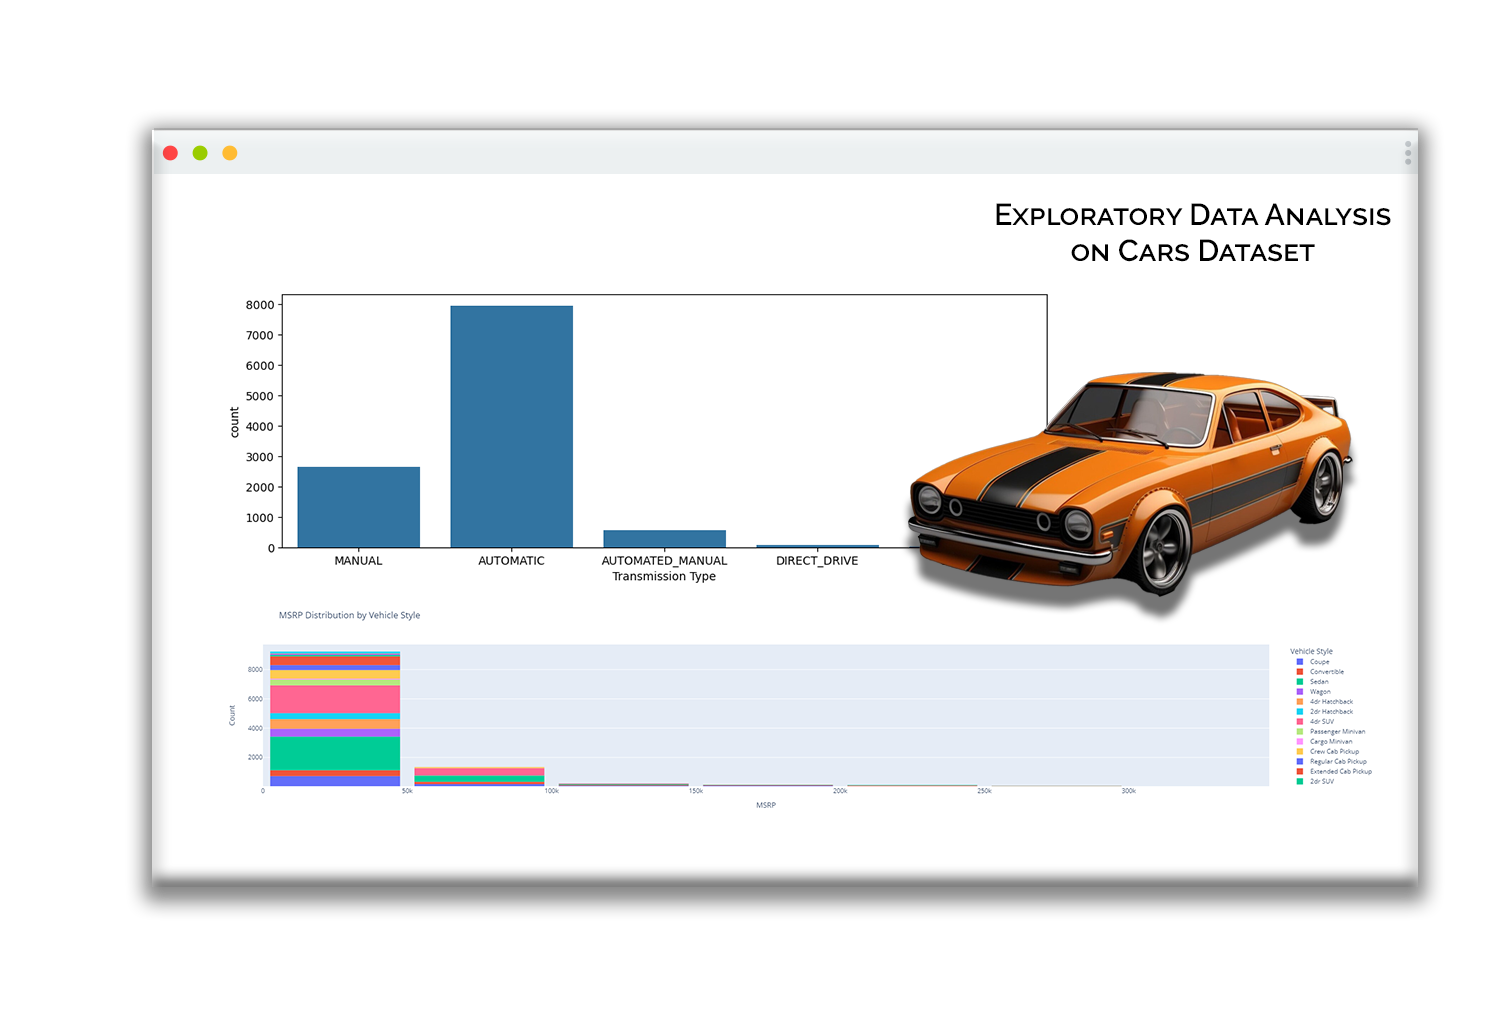 Exploratory Data Analysis
on Cars Dataset
8000
7000
6000
5000
4000
3000
2000
1000
0
count
MANUAL
AUTOMATIC
AUTOMATED_MANUAL
DIRECT_DRIVE
Transmission Type
MSRP Distribution by Vehicle Style
8000
6000
4000
2000
Count
0
50k
100k
150k
200k
250k
300k
MSRP
Vehicle Style
Coupe
Convertible
Sedan
Wagon
4dr Hatchback
2dr Hatchback
4dr SUV
Passenger Minivan
Cargo Minivan
Crew Cab Pickup
Regular Cab Pickup
Extended Cab Pickup
2dr SUV